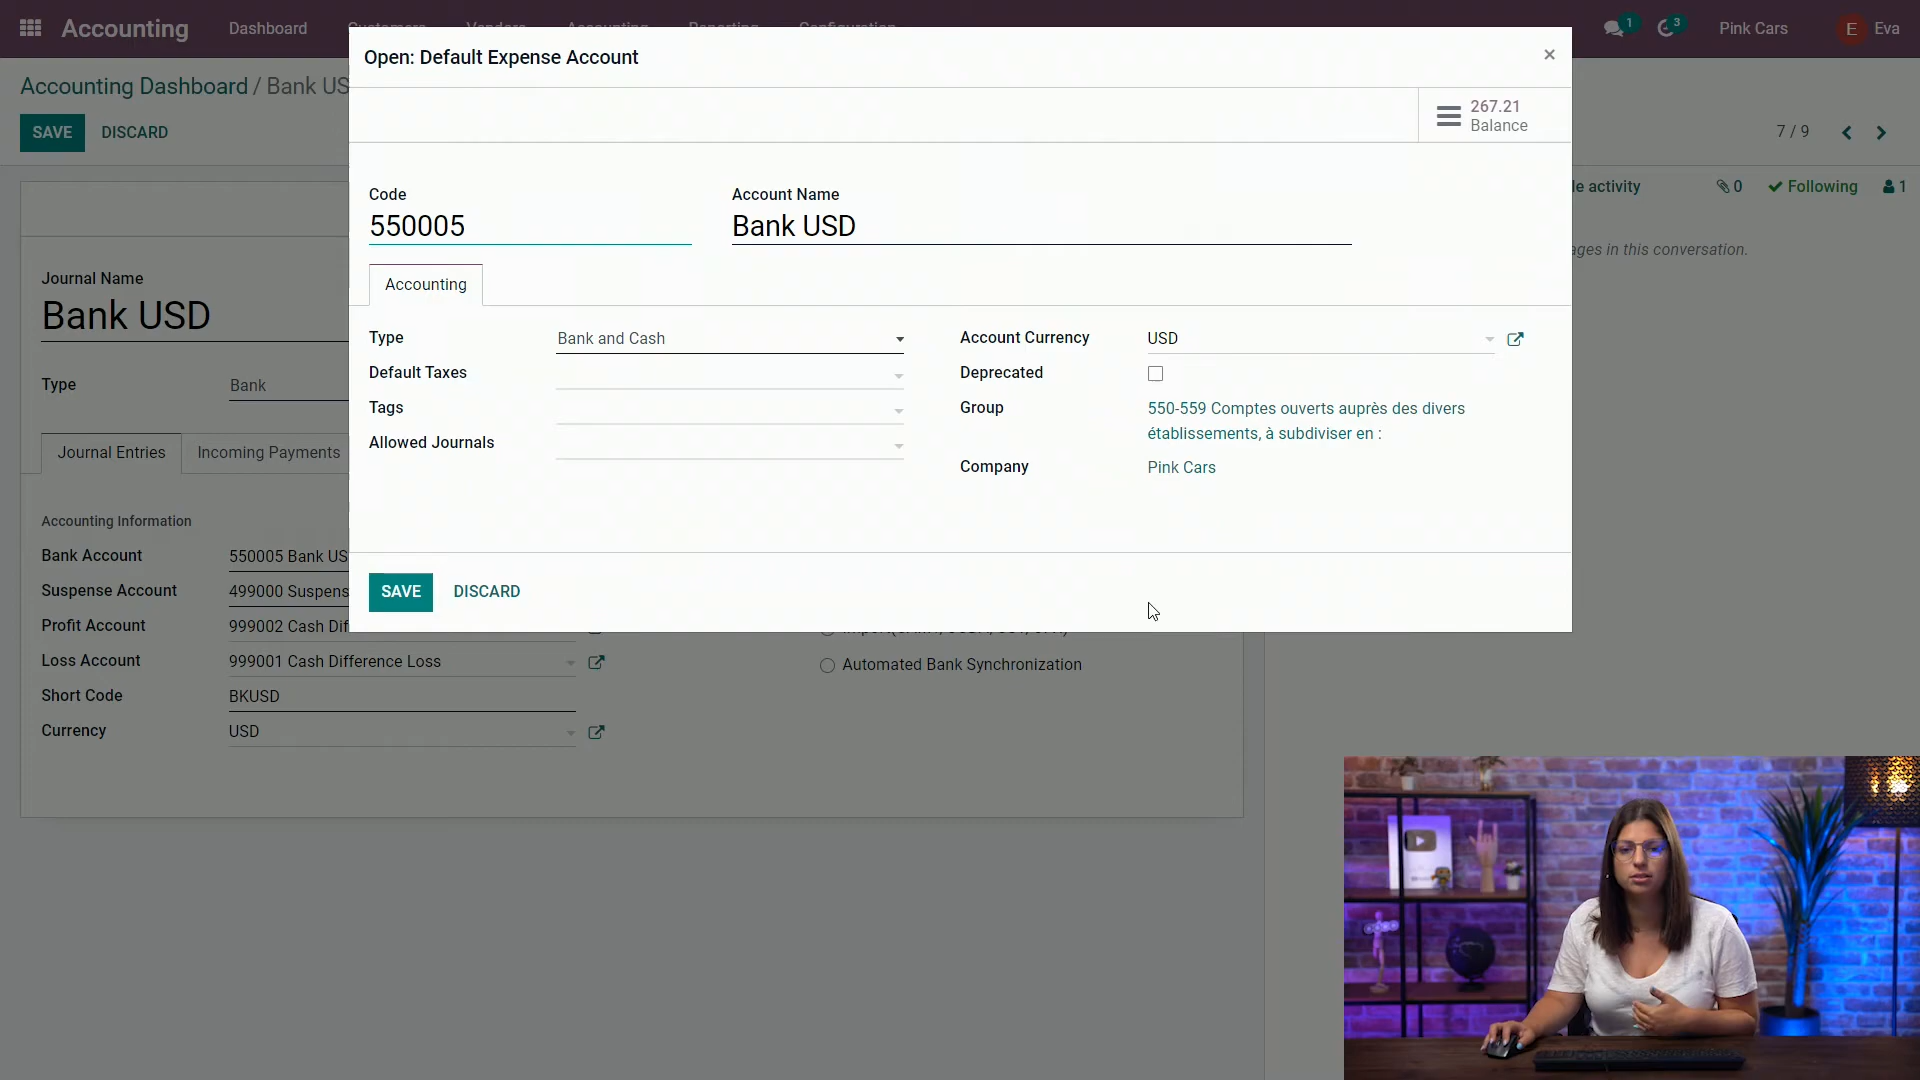 Accounting
Dashboard
1
3
Pink Cars
E
Eva
Open: Default Expense Account
×
Accounting Dashboard / Bank US
SAVE
DISCARD
267.21
Balance
7 / 9
Code
550005
Account Name
Bank USD
le activity
0
Following
1
ages in this conversation.
Journal Name
Bank USD
Type
Bank
Accounting
Type
Bank and Cash
Default Taxes
Tags
Allowed Journals
Account Currency
USD
Deprecated
Group
550-559 Comptes ouverts auprès des divers
établissements, à subdiviser en :
Company
Pink Cars
SAVE
DISCARD
Journal Entries
Incoming Payments
Accounting Information
Bank Account
550005 Bank US
Suspense Account
499000 Suspens
Profit Account
999002 Cash Dif
Loss Account
999001 Cash Difference Loss
Short Code
BKUSD
Currency
USD
Automated Bank Synchronization